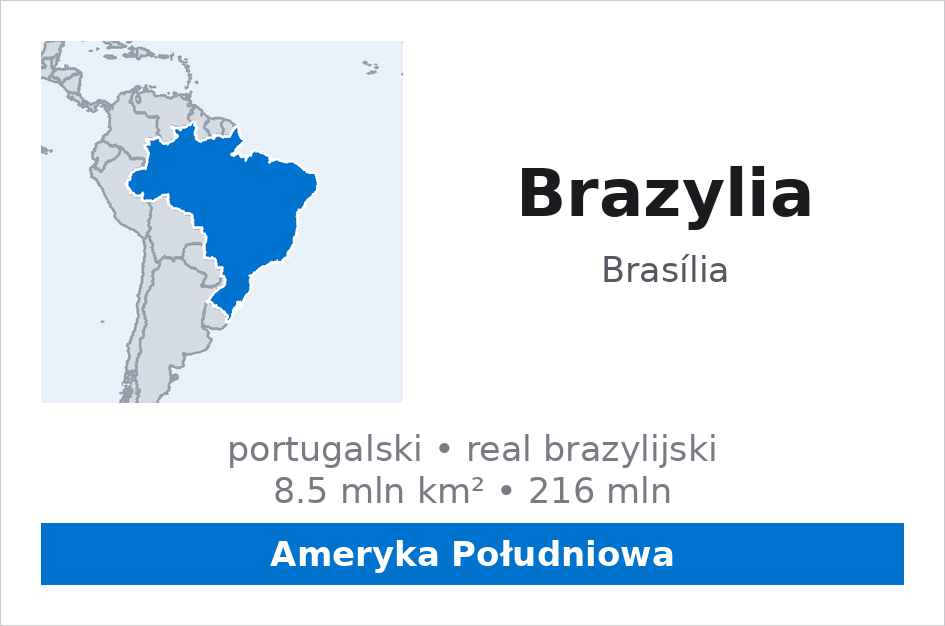 Brazylia
Brasília
portugalski • real brazylijski
8.5 mln km² • 216 mln
Ameryka Południowa